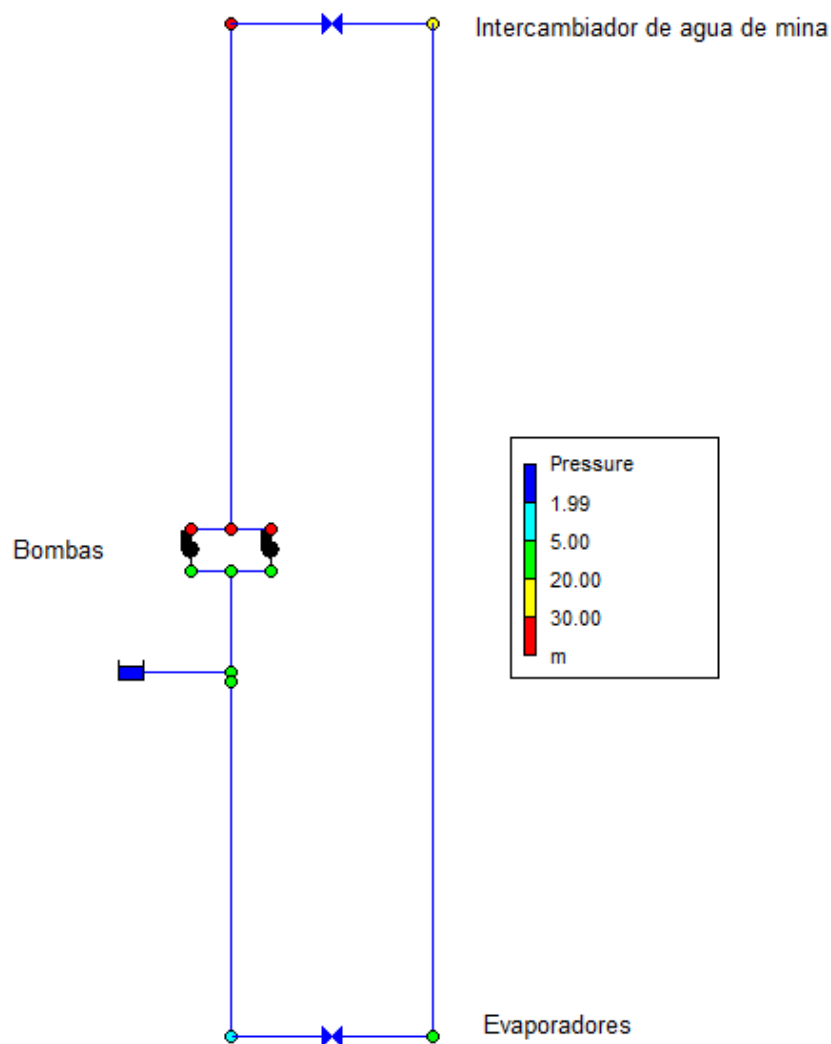 Intercambiador de agua de mina
Pressure
1.99
5.00
20.00
30.00
m
Bombas
Evaporadores